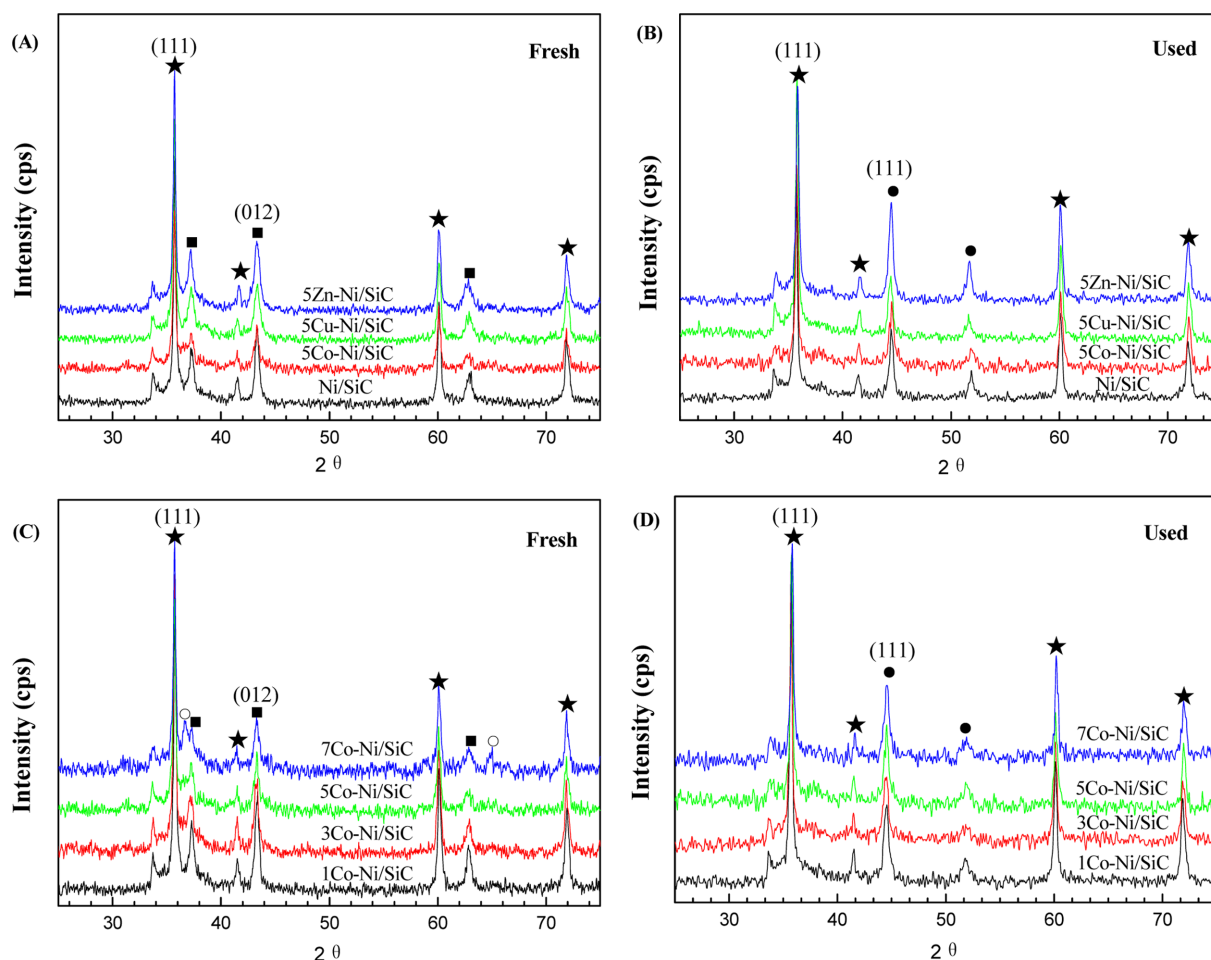 (A)
(111)
Fresh
(012)
5Zn-Ni/SiC
5Cu-Ni/SiC
5Co-Ni/SiC
Ni/SiC
Intensity (cps)
30 40 50 60 70
2 θ
(B)
(111)
Used
(111)
5Zn-Ni/SiC
5Cu-Ni/SiC
5Co-Ni/SiC
Ni/SiC
Intensity (cps)
30 40 50 60 70
2 θ
(C)
(111)
Fresh
(012)
7Co-Ni/SiC
5Co-Ni/SiC
3Co-Ni/SiC
1Co-Ni/SiC
Intensity (cps)
30 40 50 60 70
2 θ
(D)
(111)
Used
(111)
7Co-Ni/SiC
5Co-Ni/SiC
3Co-Ni/SiC
1Co-Ni/SiC
Intensity (cps)
30 40 50 60 70
2 θ